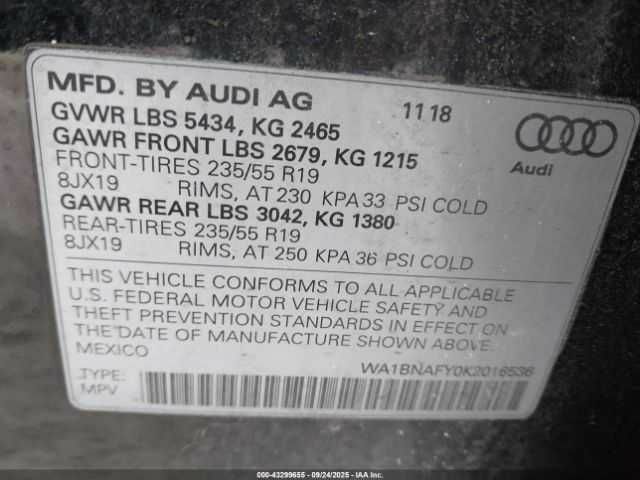 MFD. BY AUDI AG 11 18
GVWR LBS 5434, KG 2465
GAWR FRONT LBS 2679, KG 1215
FRONT-TIRES 235/55 R19
8JX19 RIMS, AT 230 KPA 33 PSI COLD
GAWR REAR LBS 3042, KG 1380
REAR-TIRES 235/55 R19
8JX19 RIMS, AT 250 KPA 36 PSI COLD
Audi
THIS VEHICLE CONFORMS TO ALL APPLICABLE
U.S. FEDERAL MOTOR VEHICLE SAFETY AND
THEFT PREVENTION STANDARDS IN EFFECT ON
THE DATE OF MANUFACTURE SHOWN ABOVE.
MEXICO
WA1BNAFY0K2016536
TYPE:
MPV
000-43299655 - 09/24/2025 - IAA Inc.